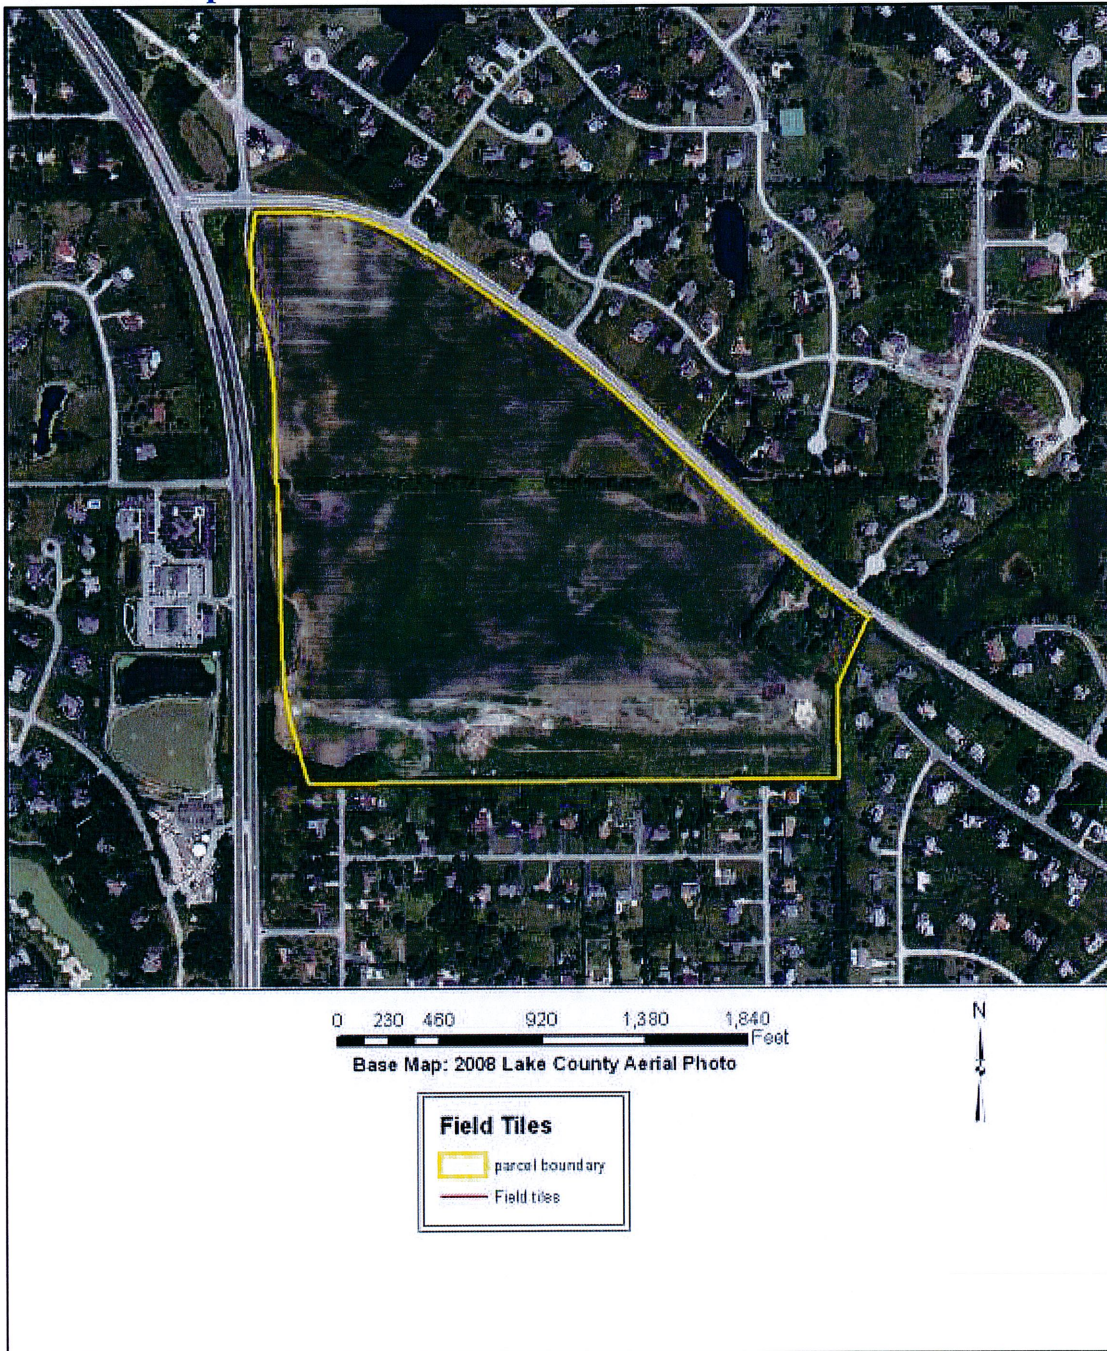 0 230 460 920 1,380 1,840
Feet
Base Map: 2008 Lake County Aerial Photo
N
Field Tiles
parcel boundary
Field tiles